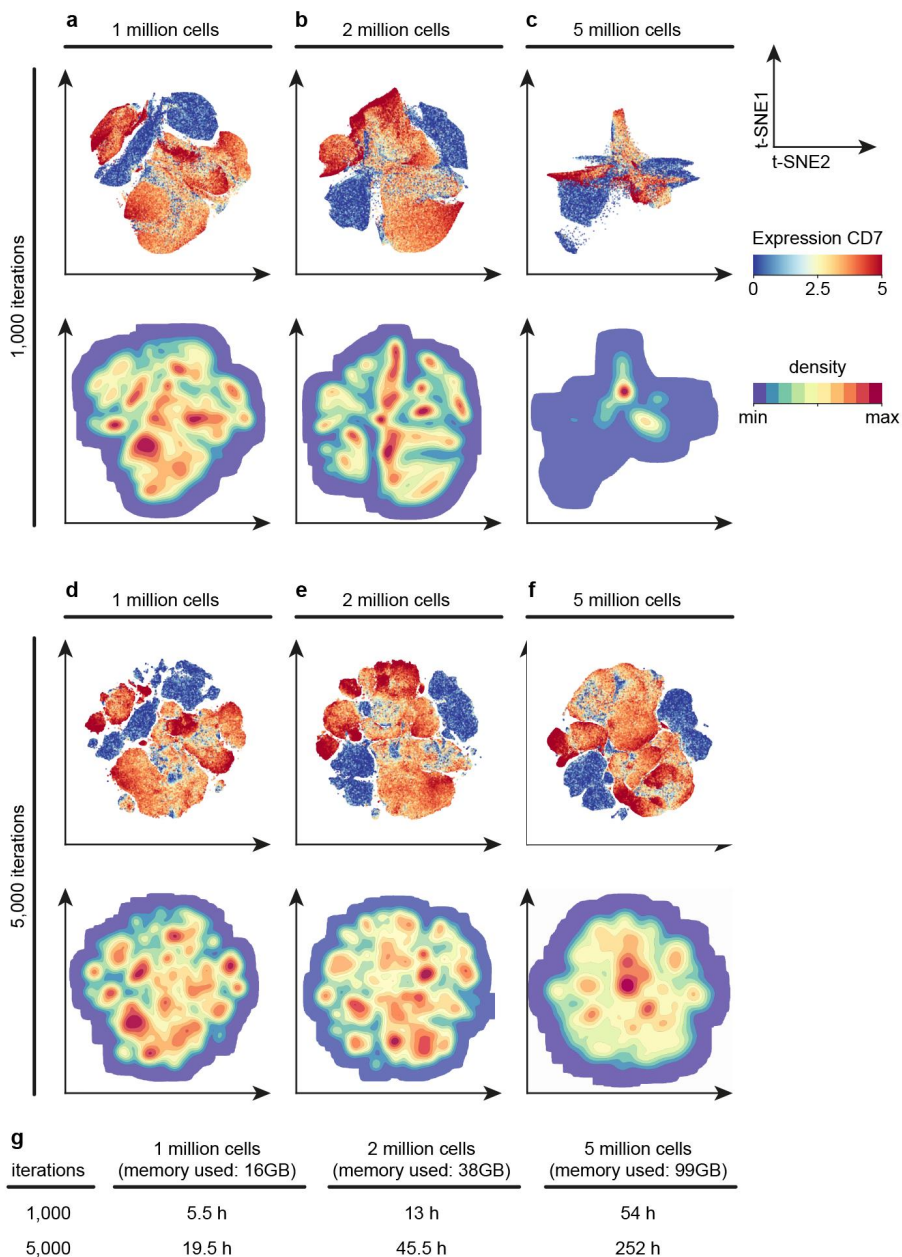 a
1 million cells
b
2 million cells
c
5 million cells
1,000 iterations
t-SNE1
t-SNE2
Expression CD7
0 2.5 5
density
min max
d
1 million cells
e
2 million cells
f
5 million cells
5,000 iterations
g
iterations
1 million cells
(memory used: 16GB)
2 million cells
(memory used: 38GB)
5 million cells
(memory used: 99GB)
1,000 5.5 h 13 h 54 h
5,000 19.5 h 45.5 h 252 h